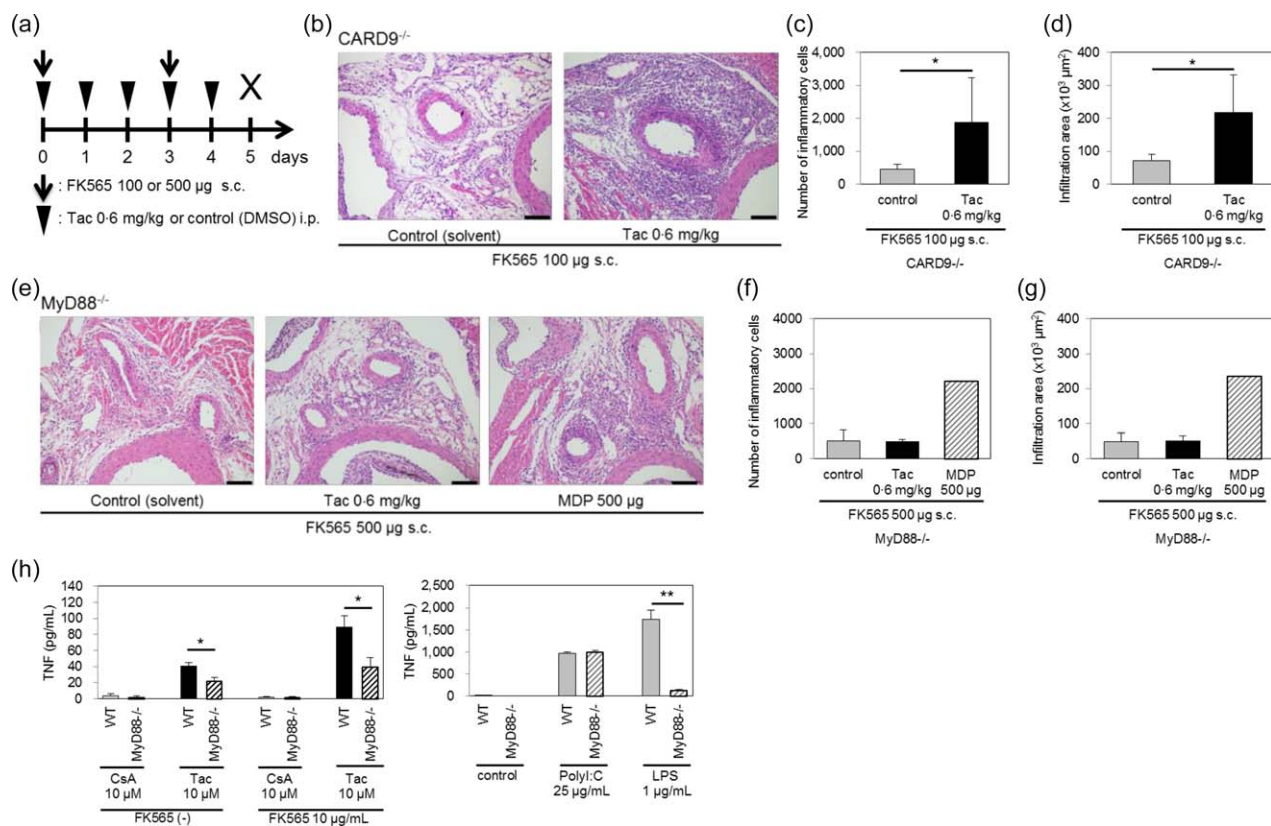 (a)
0 1 2 3 4 5 days
: FK565 100 or 500 µg s.c.
: Tac 0·6 mg/kg or control (DMSO) i.p.
(b)
CARD9-/-
Control (solvent) Tac 0·6 mg/kg
FK565 100 µg s.c.
(c)
Number of inflammatory cells
4,000
3,000
2,000
1,000
0
*
control Tac
0·6 mg/kg
FK565 100 µg s.c.
CARD9-/-
(d)
Infiltration area (x10³ µm²)
400
300
200
100
0
*
control Tac
0·6 mg/kg
FK565 100 µg s.c.
CARD9-/-
(e)
MyD88-/-
Control (solvent) Tac 0·6 mg/kg MDP 500 µg
FK565 500 µg s.c.
(f)
Number of inflammatory cells
4000
3000
2000
1000
0
control Tac MDP
0·6 mg/kg 500 µg
FK565 500 µg s.c.
MyD88-/-
(g)
Infiltration area (x10³ µm²)
400
300
200
100
0
control Tac MDP
0·6 mg/kg 500 µg
FK565 500 µg s.c.
MyD88-/-
(h)
TNF (pg/mL)
140
120
100
80
60
40
20
0
* *
WT MyD88-/- WT MyD88-/- WT MyD88-/- WT MyD88-/-
CsA Tac CsA Tac
10 µM 10 µM 10 µM 10 µM
FK565 (-) FK565 10 µg/mL
TNF (pg/mL)
2,500
2,000
1,500
1,000
500
0
**
WT MyD88-/- WT MyD88-/- WT MyD88-/-
control PolyI:C LPS
25 µg/mL 1 µg/mL